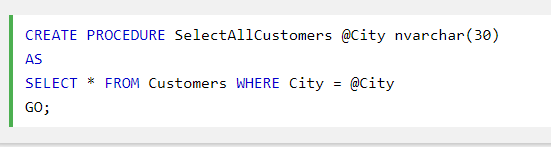 CREATE PROCEDURE SelectAllCustomers @City nvarchar(30)
AS
SELECT * FROM Customers WHERE City = @City
GO;